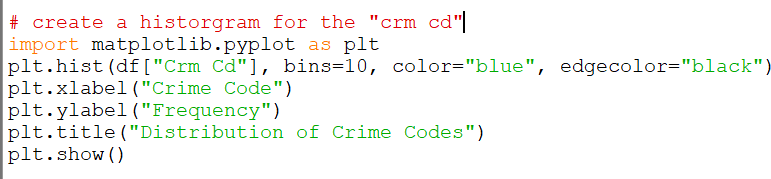 # create a historgram for the "crm cd"
import matplotlib.pyplot as plt
plt.hist(df["Crm Cd"], bins=10, color="blue", edgecolor="black")
plt.xlabel("Crime Code")
plt.ylabel("Frequency")
plt.title("Distribution of Crime Codes")
plt.show()